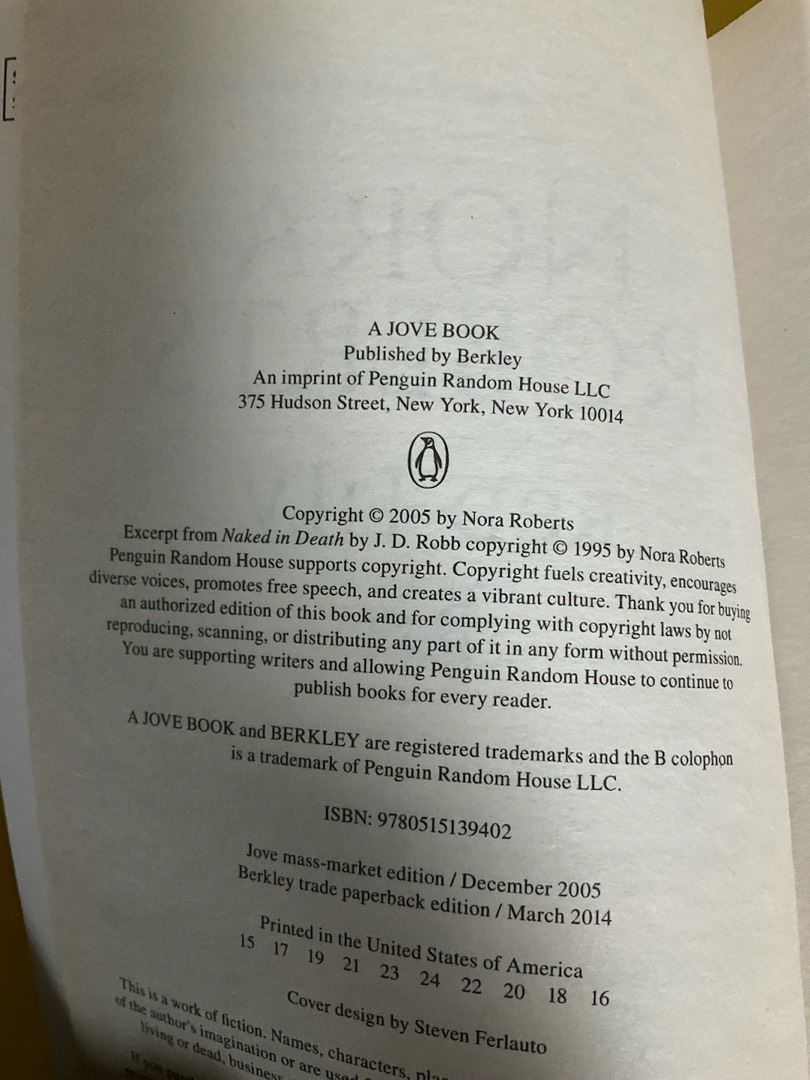 A JOVE BOOK
Published by Berkley
An imprint of Penguin Random House LLC
375 Hudson Street, New York, New York 10014
Copyright © 2005 by Nora Roberts
Excerpt from Naked in Death by J. D. Robb copyright © 1995 by Nora Roberts
Penguin Random House supports copyright. Copyright fuels creativity, encourages
diverse voices, promotes free speech, and creates a vibrant culture. Thank you for buying
an authorized edition of this book and for complying with copyright laws by not
reproducing, scanning, or distributing any part of it in any form without permission.
You are supporting writers and allowing Penguin Random House to continue to
publish books for every reader.
A JOVE BOOK and BERKLEY are registered trademarks and the B colophon
is a trademark of Penguin Random House LLC.
ISBN: 9780515139402
Jove mass-market edition / December 2005
Berkley trade paperback edition / March 2014
Printed in the United States of America
15 17 19 21 23 24 22 20 18 16
Cover design by Steven Ferlauto
This is a work of fiction. Names, characters,
of the author's imagination or are used
living or dead, business